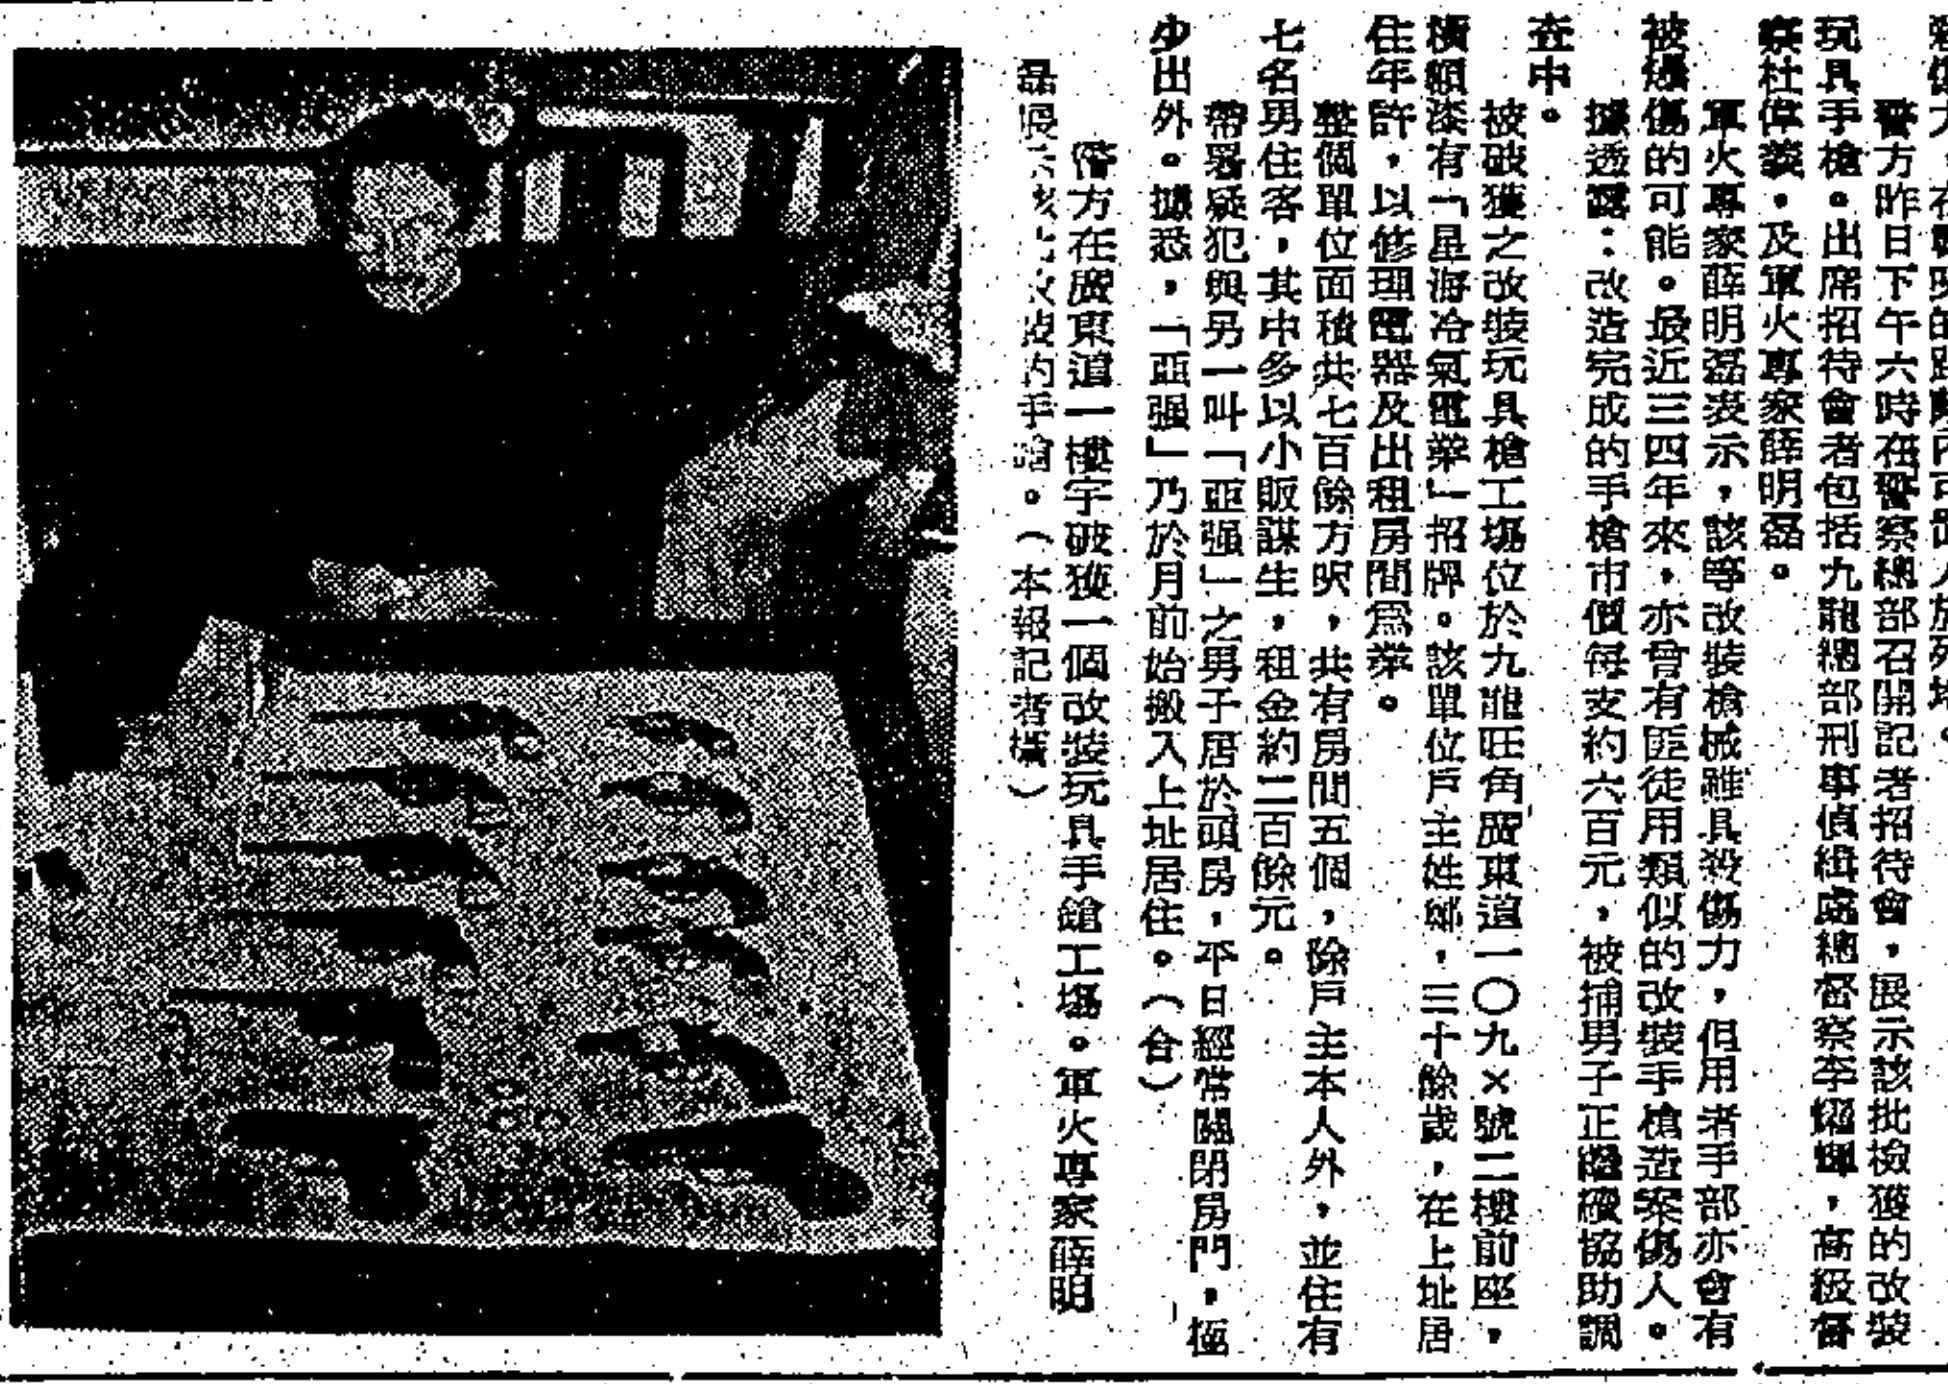 警方昨日下午六時在警察總部召開記者招待會，展示該批檢獲的改裝
玩具手槍。出席招待會者包括九龍總部刑事偵緝處總督察李耀輝，高級督
察杜偉業，及軍火專家薛明磊。
軍火專家薛明磊表示，該等改裝槍械雖具殺傷力，但用者手部亦會有
被爆傷的可能。最近三四年來，亦曾有匪徒用類似的改裝手槍造案傷人。
據透露：改造完成的手槍市價每支約六百元，被捕男子正繼續協助調
查中。
被破獲之改裝玩具槍工場位於九龍旺角廣東道一〇九×號二樓前座，
橫額漆有「星海冷氣電業」招牌。該單位戶主姓鄭，三十餘歲，在上址居
住年許，以修理電器及出租房間爲業。
整個單位面積共七百餘方呎，共有房間五個，除戶主本人外，並住有
七名男住客，其中多以小販謀生，租金約二百餘元。
帶署疑犯與另一叫「亞强」之男子居於頭房，平日經常關閉房門，極
少出外。據悉，「亞强」乃於月前始搬入上址居住。（合）
警方在廣東道一樓宇破獲一個改裝玩具手鎗工場。軍火專家薛明
磊展示該批改裝的手鎗。（本報記者攝）